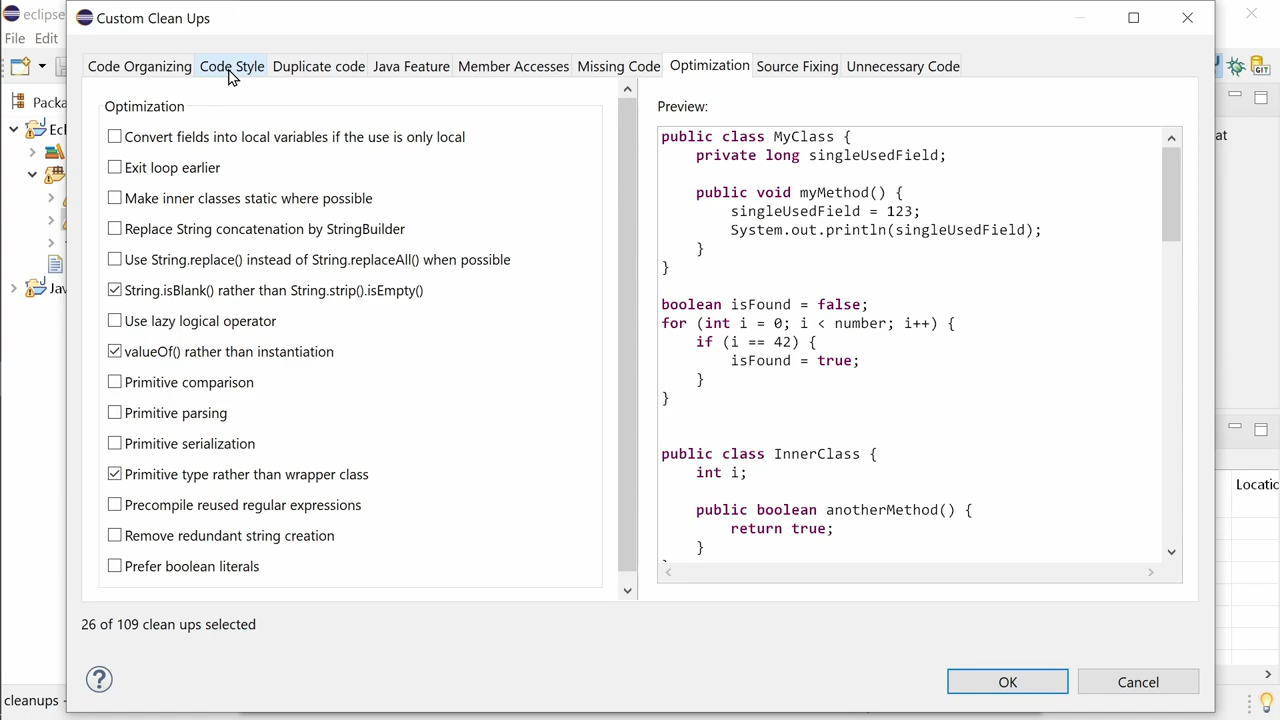 eclipse
Custom Clean Ups
File Edit
Code Organizing Code Style Duplicate code Java Feature Member Accesses Missing Code Optimization Source Fixing Unnecessary Code
Packa
Ecl
Jav
Optimization
Convert fields into local variables if the use is only local
Exit loop earlier
Make inner classes static where possible
Replace String concatenation by StringBuilder
Use String.replace() instead of String.replaceAll() when possible
String.isBlank() rather than String.strip().isEmpty()
Use lazy logical operator
valueOf() rather than instantiation
Primitive comparison
Primitive parsing
Primitive serialization
Primitive type rather than wrapper class
Precompile reused regular expressions
Remove redundant string creation
Prefer boolean literals
Preview:
public class MyClass {
private long singleUsedField;
public void myMethod() {
singleUsedField = 123;
System.out.println(singleUsedField);
}
}
boolean isFound = false;
for (int i = 0; i < number; i++) {
if (i == 42) {
isFound = true;
}
}
public class InnerClass {
int i;
public boolean anotherMethod() {
return true;
}
GIT
at
Locatio
26 of 109 clean ups selected
?
OK
Cancel
cleanups -